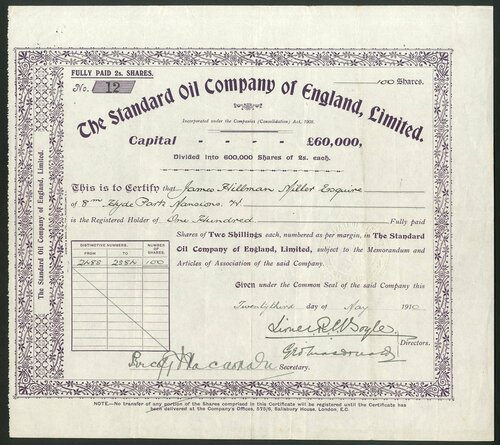 FULLY PAID 2s. SHARES.
No. 12
100 Shares.
The Standard Oil Company of England, Limited.
Incorporated under the Companies (Consolidation) Act, 1908.
Capital - - - - £60,000,
Divided into 600,000 Shares of 2s. each.
This is to Certify that James Hillman Miller Esquire
of 8 Hyde Park Mansions. W.
is the Registered Holder of One Hundred Fully paid
Shares of Two Shillings each, numbered as per margin, in The Standard
Oil Company of England, Limited, subject to the Memorandum and
Articles of Association of the said Company.
Given under the Common Seal of the said Company this
Twenty third day of May 1910
DISTINCTIVE NUMBERS. NUMBER OF SHARES.
FROM TO
100
Lionel Boyle
Directors.
Secretary.
The Standard Oil Company of England, Limited.
NOTE.—No transfer of any portion of the Shares comprised in this Certificate will be registered until the Certificate has
been delivered at the Company's Offices, 575/6, Salisbury House, London, E.C.